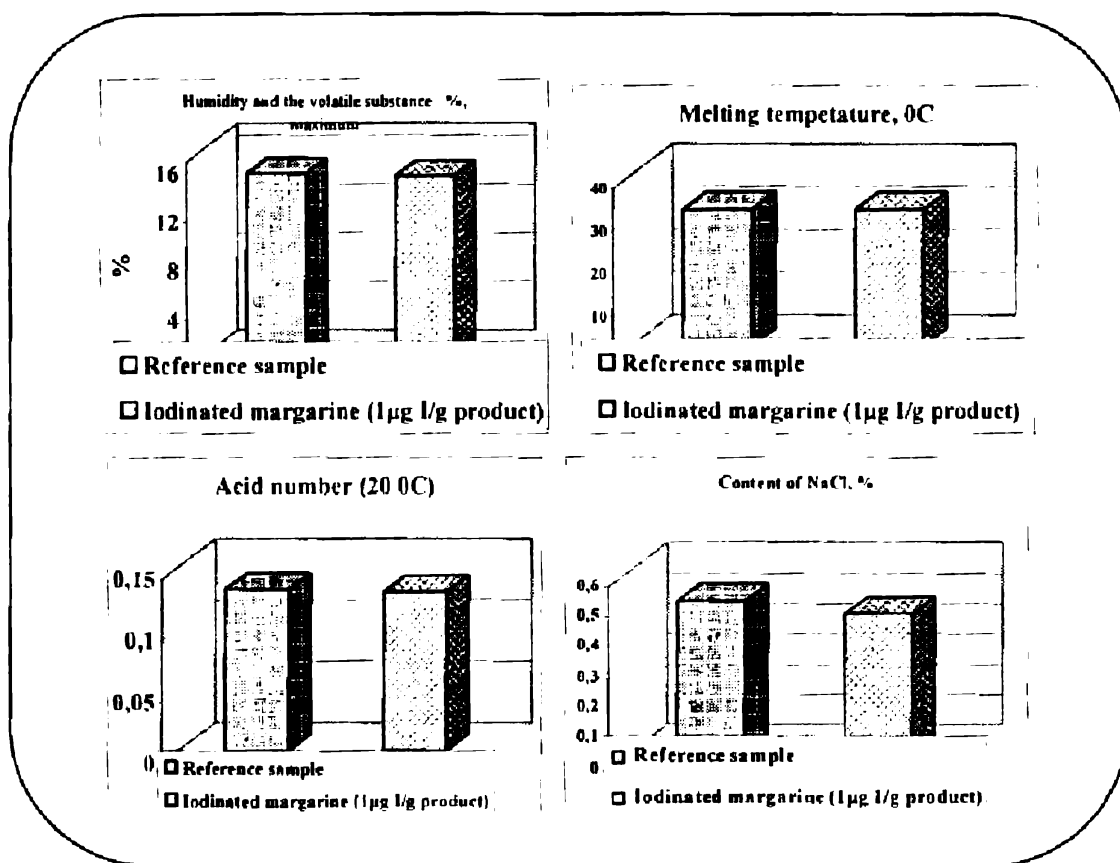 Humidity and the volatile substance %,
maximum
16
12
8
4
%
Reference sample
Iodinated margarine (1µg I/g product)
Melting tempetature, 0C
40
30
20
10
Reference sample
Iodinated margarine (1µg I/g product)
Acid number (20 0C)
0,15
0,1
0,05
0
Reference sample
Iodinated margarine (1µg I/g product)
Content of NaCl, %
0,6
0,5
0,4
0,3
0,2
0,1
0
Reference sample
Iodinated margarine (1µg I/g product)